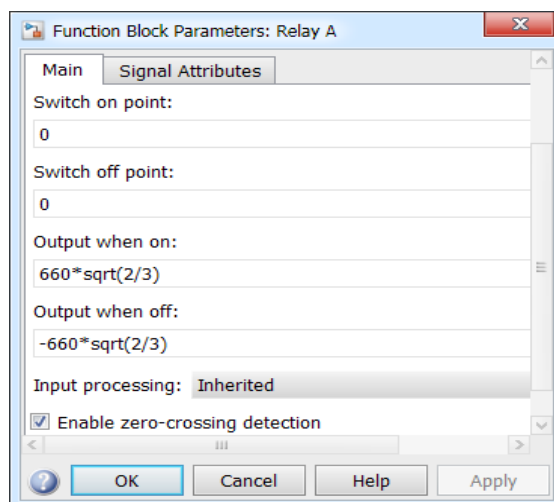 Function Block Parameters: Relay A
Main Signal Attributes
Switch on point:
0
Switch off point:
0
Output when on:
660*sqrt(2/3)
Output when off:
-660*sqrt(2/3)
Input processing: Inherited
Enable zero-crossing detection
OK Cancel Help Apply